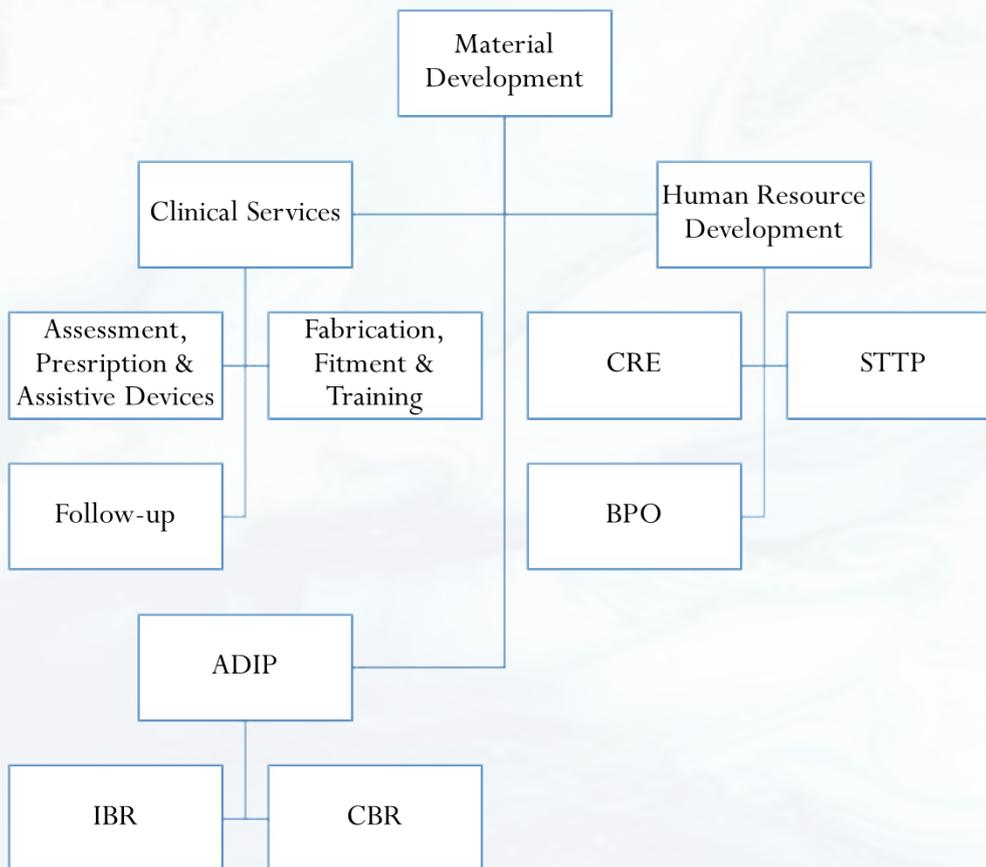 Material
Development
Clinical Services
Human Resource
Development
Assessment,
Presription &
Assistive Devices
Fabrication,
Fitment &
Training
CRE
STTP
Follow-up
BPO
ADIP
IBR
CBR